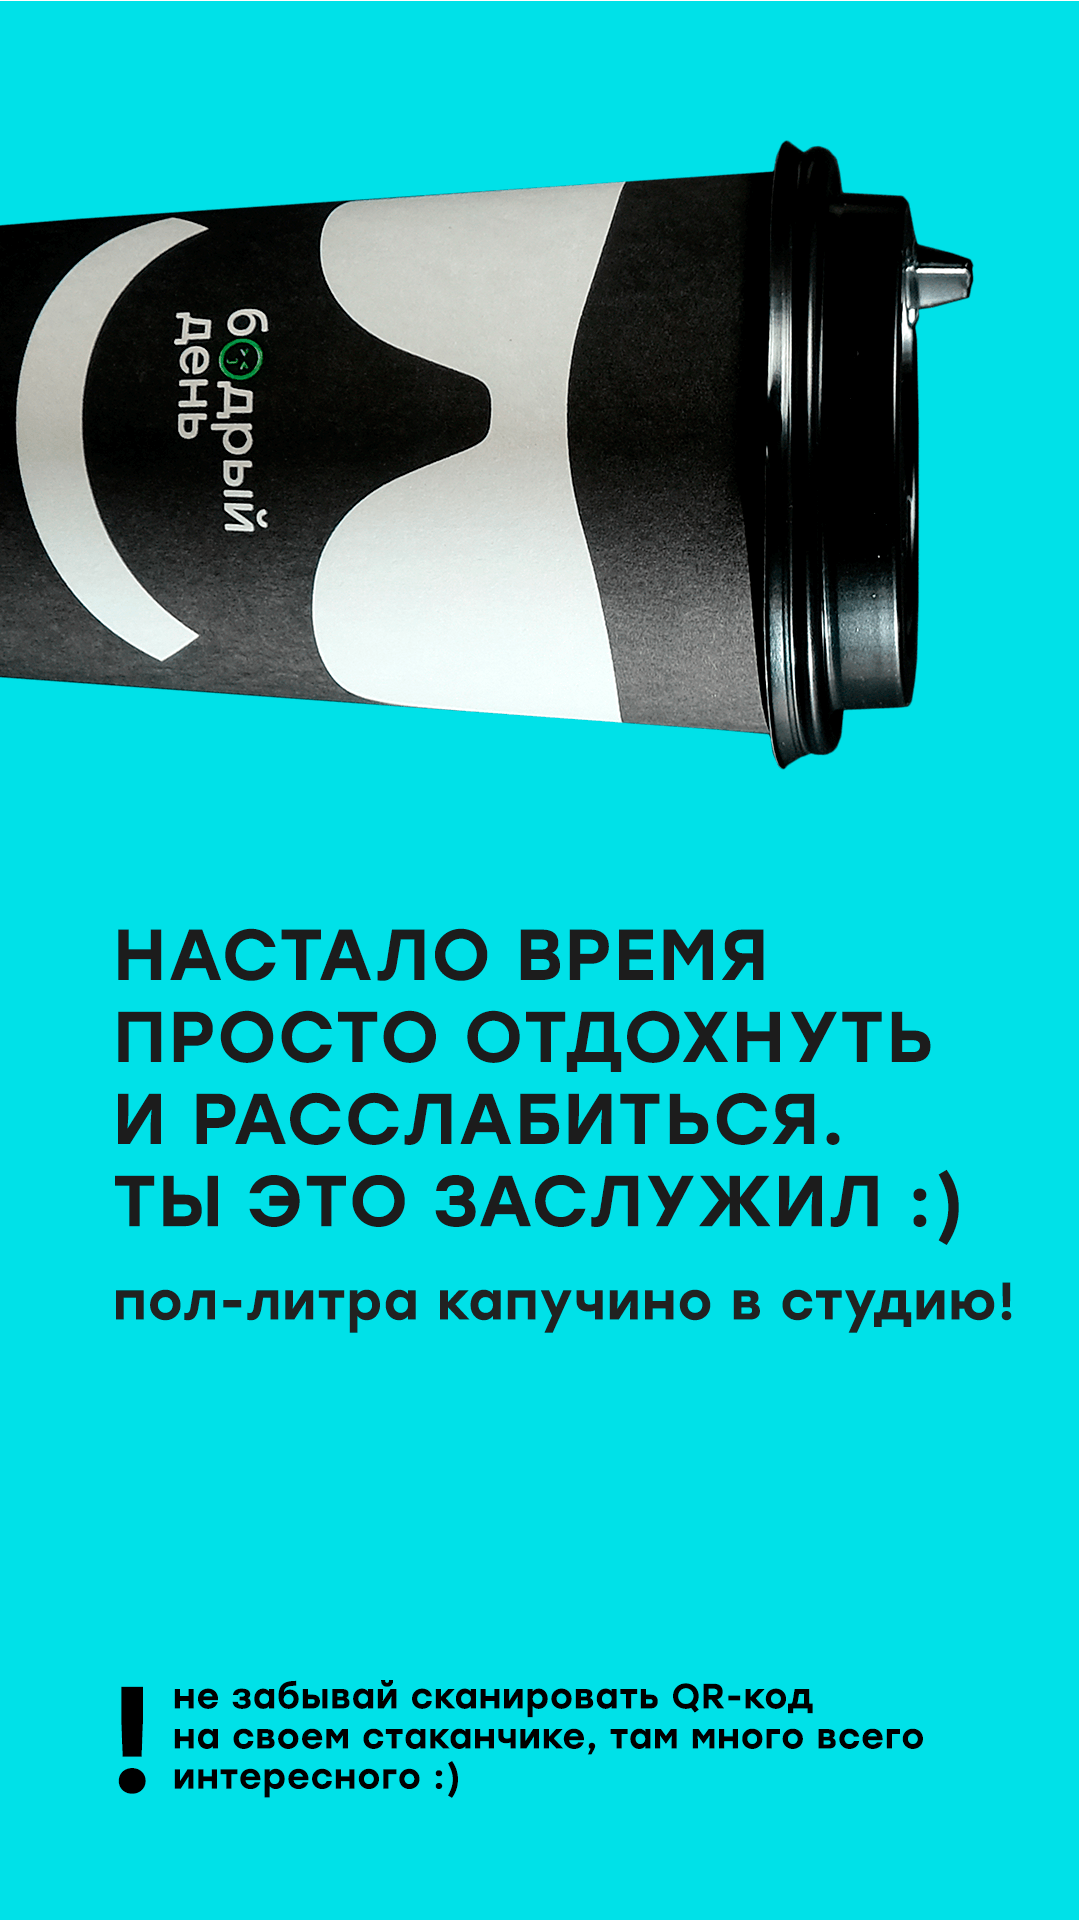 бодрый
день
НАСТАЛО ВРЕМЯ
ПРОСТО ОТДОХНУТЬ
И РАССЛАБИТЬСЯ.
ТЫ ЭТО ЗАСЛУЖИЛ :)
пол-литра капучино в студию!
! не забывай сканировать QR-код
на своем стаканчике, там много всего
интересного :)